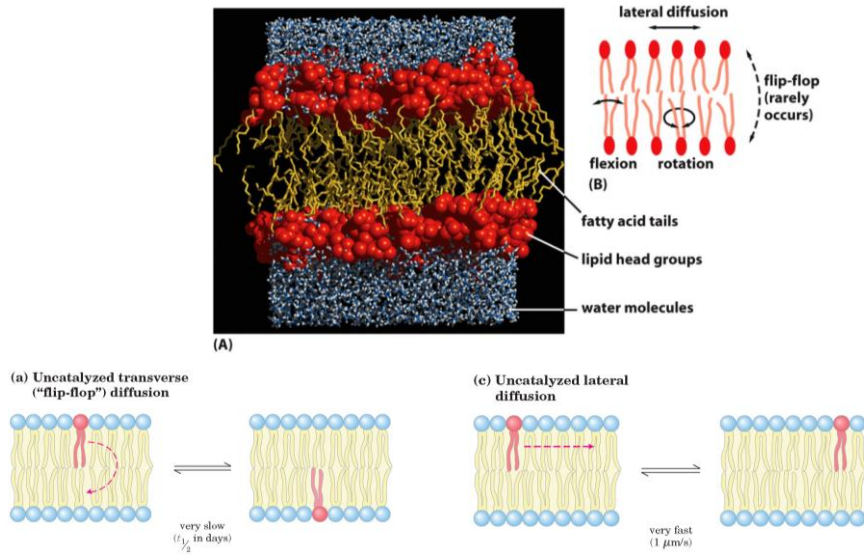 lateral diffusion
flip-flop
(rarely
occurs)
flexion
rotation
(B)
fatty acid tails
lipid head groups
water molecules
(A)
(a) Uncatalyzed transverse
(“flip-flop”) diffusion
very slow
(t1/2 in days)
(c) Uncatalyzed lateral
diffusion
very fast
(1 μm/s)